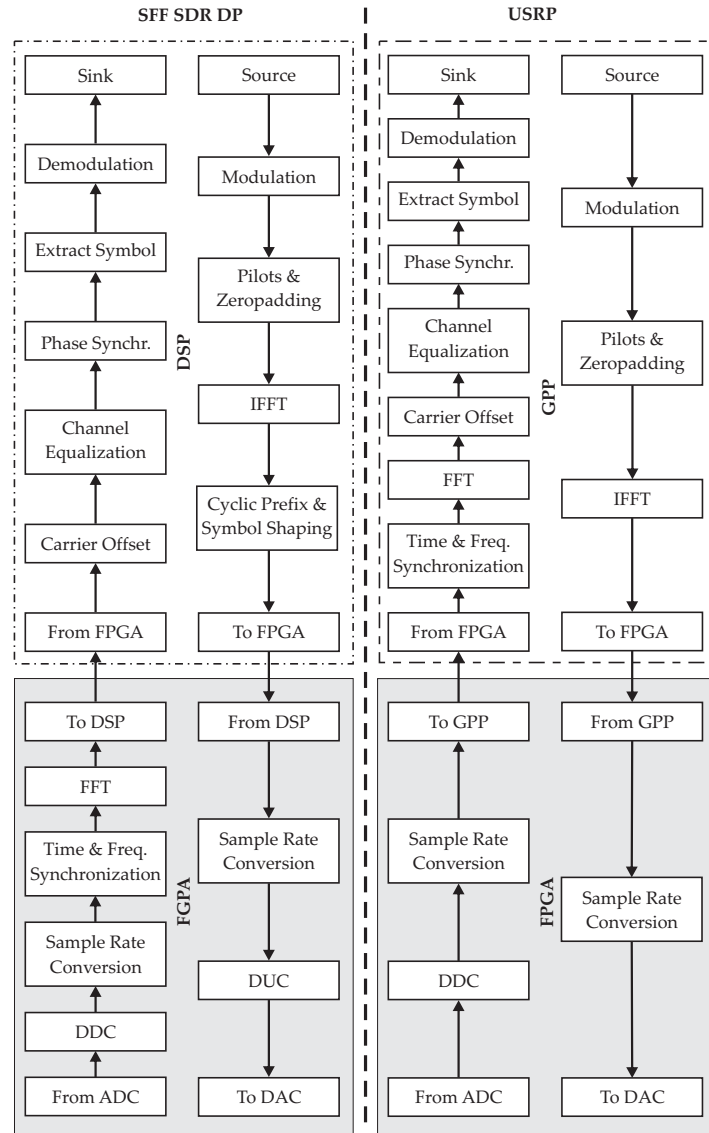 SFF SDR DP
Sink
Demodulation
Extract Symbol
Phase Synchr.
Channel
Equalization
Carrier Offset
From FPGA
Source
Modulation
Pilots &
Zeropadding
IFFT
Cyclic Prefix &
Symbol Shaping
To FPGA
DSP
To DSP
FFT
Time & Freq.
Synchronization
Sample Rate
Conversion
DDC
From ADC
From DSP
Sample Rate
Conversion
DUC
To DAC
FGPA
USRP
Sink
Demodulation
Extract Symbol
Phase Synchr.
Channel
Equalization
Carrier Offset
FFT
Time & Freq.
Synchronization
From FPGA
Source
Modulation
Pilots &
Zeropadding
IFFT
To FPGA
GPP
To GPP
Sample Rate
Conversion
DDC
From ADC
From GPP
Sample Rate
Conversion
To DAC
FPGA